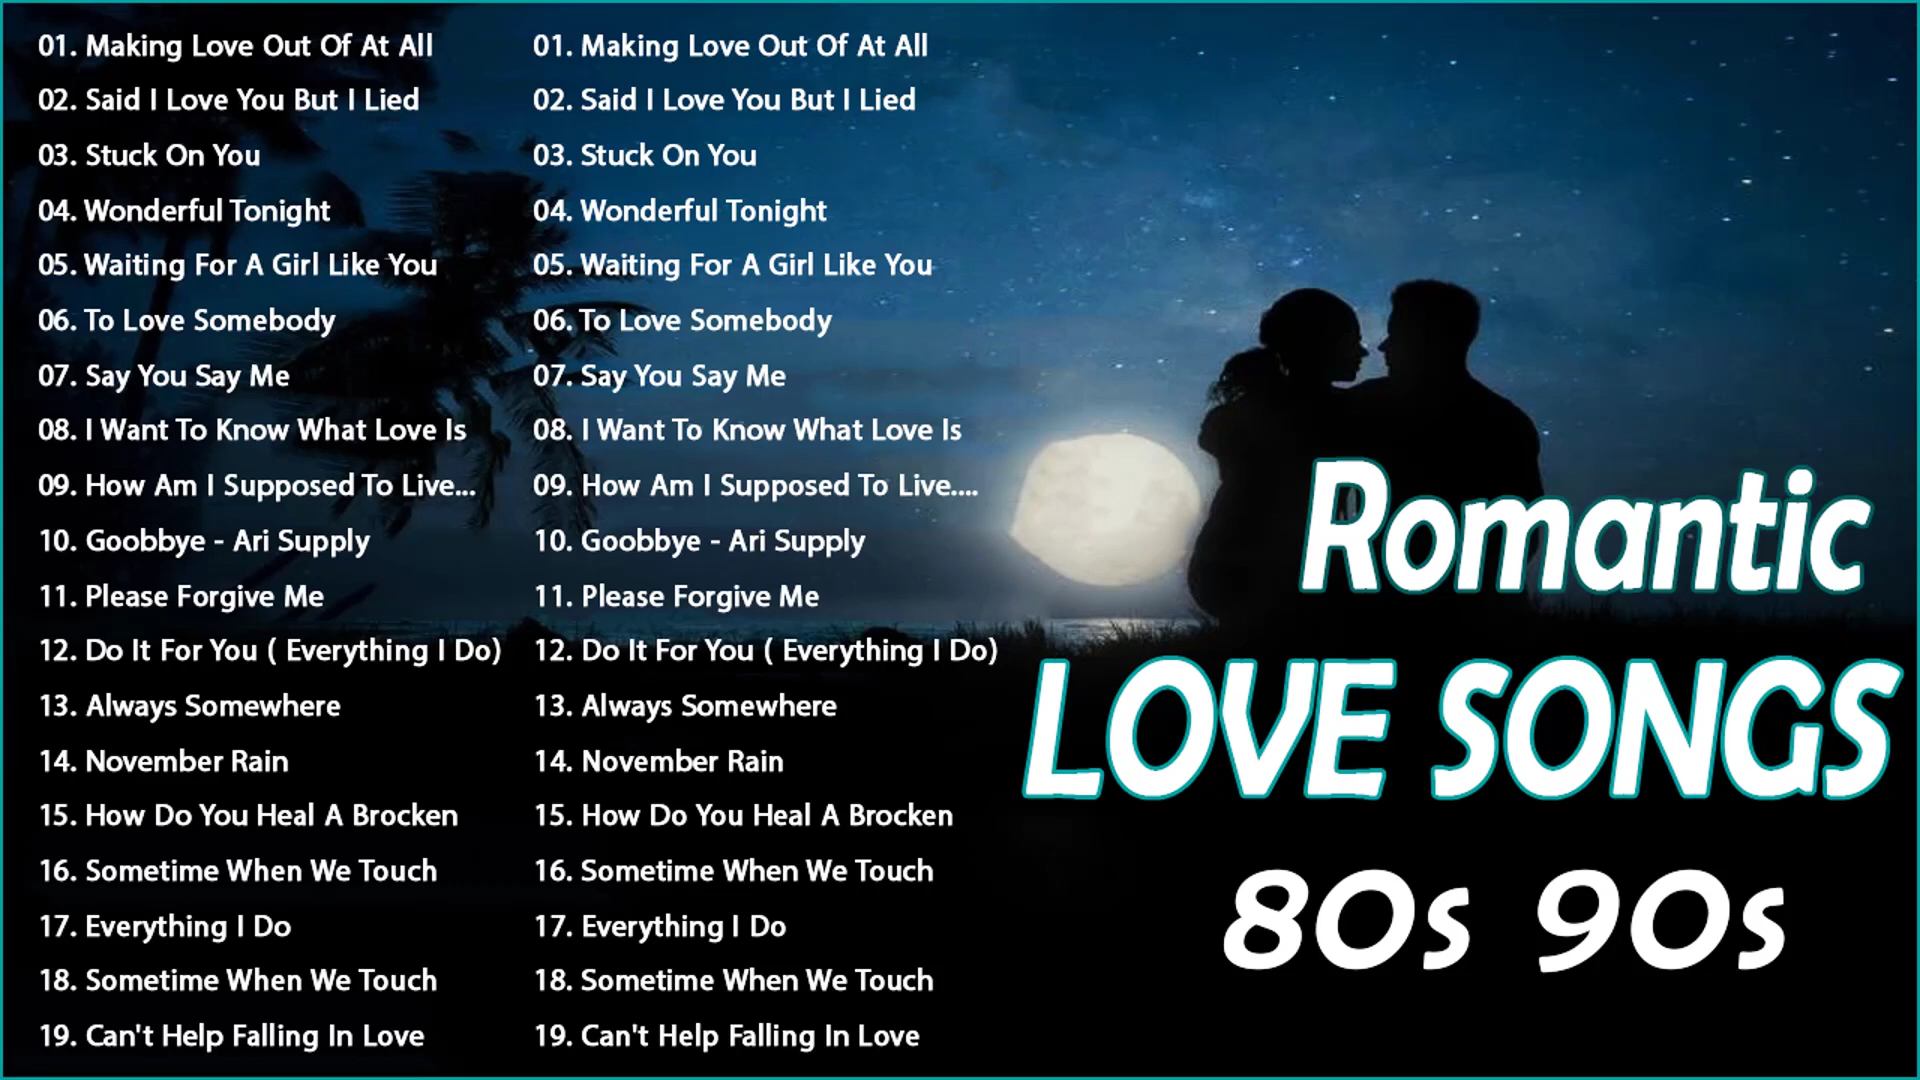 01. Making Love Out Of At All
02. Said I Love You But I Lied
03. Stuck On You
04. Wonderful Tonight
05. Waiting For A Girl Like You
06. To Love Somebody
07. Say You Say Me
08. I Want To Know What Love Is
09. How Am I Supposed To Live...
10. Goobbye - Ari Supply
11. Please Forgive Me
12. Do It For You ( Everything I Do)
13. Always Somewhere
14. November Rain
15. How Do You Heal A Brocken
16. Sometime When We Touch
17. Everything I Do
18. Sometime When We Touch
19. Can't Help Falling In Love
01. Making Love Out Of At All
02. Said I Love You But I Lied
03. Stuck On You
04. Wonderful Tonight
05. Waiting For A Girl Like You
06. To Love Somebody
07. Say You Say Me
08. I Want To Know What Love Is
09. How Am I Supposed To Live....
10. Goobbye - Ari Supply
11. Please Forgive Me
12. Do It For You ( Everything I Do)
13. Always Somewhere
14. November Rain
15. How Do You Heal A Brocken
16. Sometime When We Touch
17. Everything I Do
18. Sometime When We Touch
19. Can't Help Falling In Love
Romantic
LOVE SONGS
80s 90s